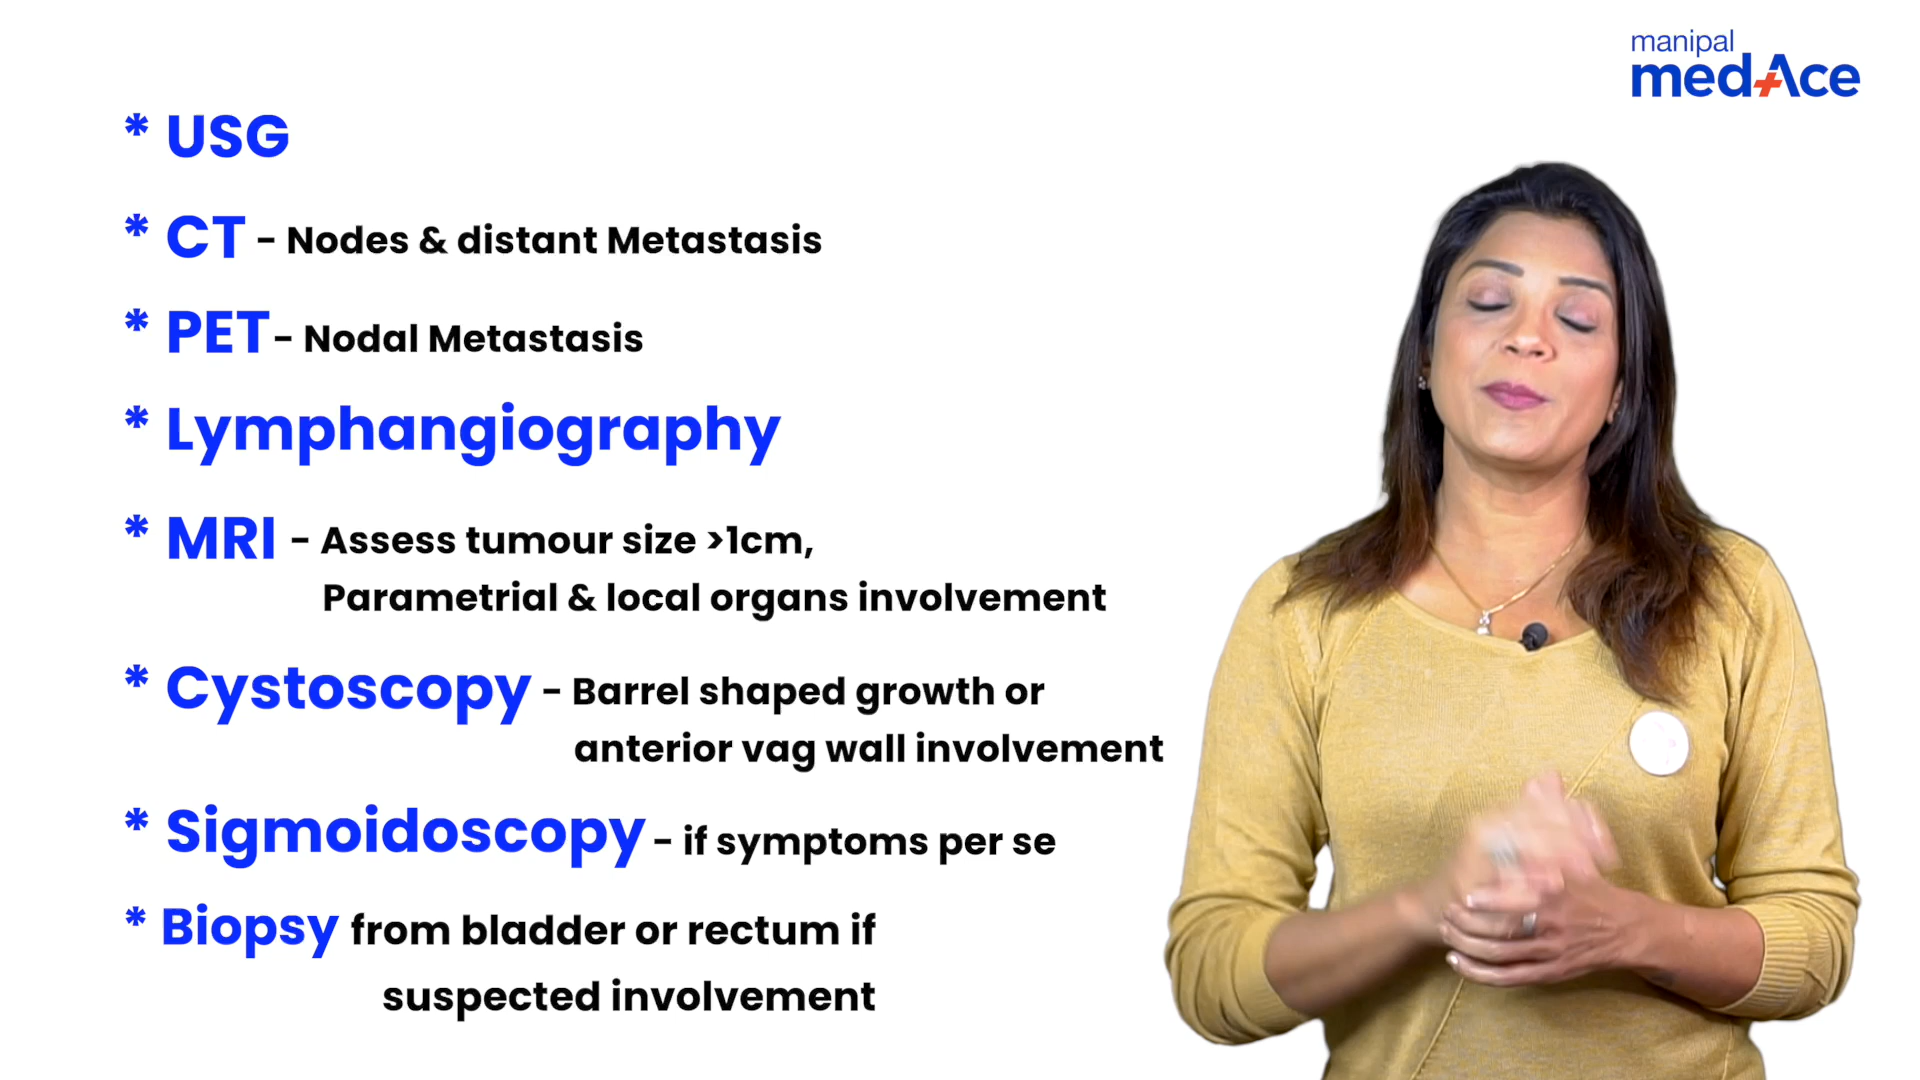 manipal
medAce
* USG
* CT - Nodes & distant Metastasis
* PET - Nodal Metastasis
* Lymphangiography
* MRI - Assess tumour size >1cm,
Parametrial & local organs involvement
* Cystoscopy - Barrel shaped growth or
anterior vag wall involvement
* Sigmoidoscopy - if symptoms per se
* Biopsy from bladder or rectum if
suspected involvement